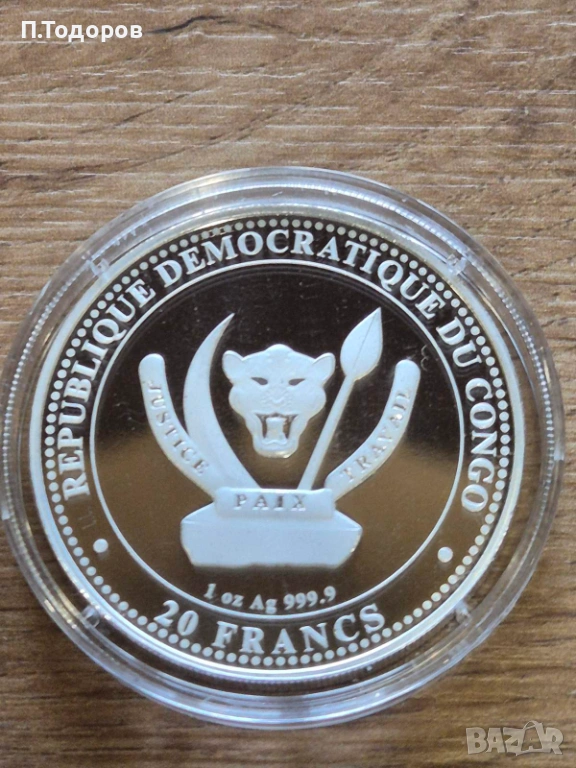 П.Тодоров
REPUBLIQUE DEMOCRATIQUE DU CONGO
JUSTICE
PAIX
TRAVAIL
1 oz Ag 999.9
20 FRANCS
BAZAR